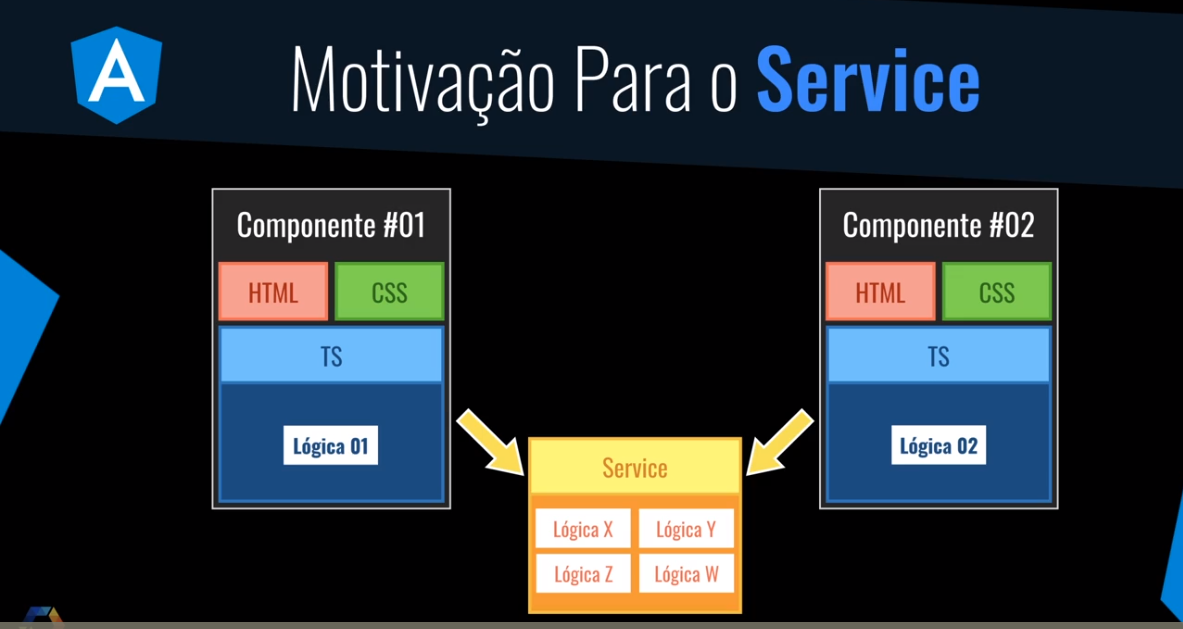 A
Motivação Para o Service
Componente #01
Componente #02
HTML
CSS
HTML
CSS
TS
TS
Lógica 01
Lógica 02
Service
Lógica X
Lógica Y
Lógica Z
Lógica W